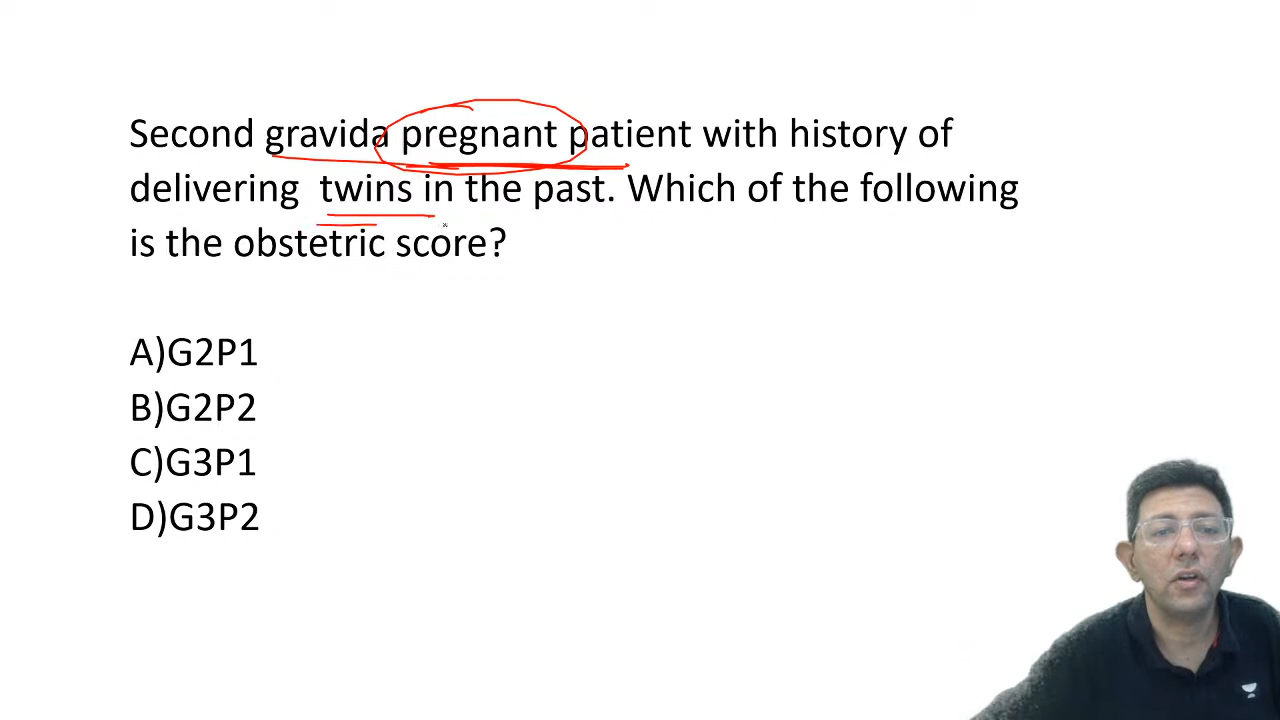 Second gravida pregnant patient with history of
delivering twins in the past. Which of the following
is the obstetric score?
A)G2P1
B)G2P2
C)G3P1
D)G3P2